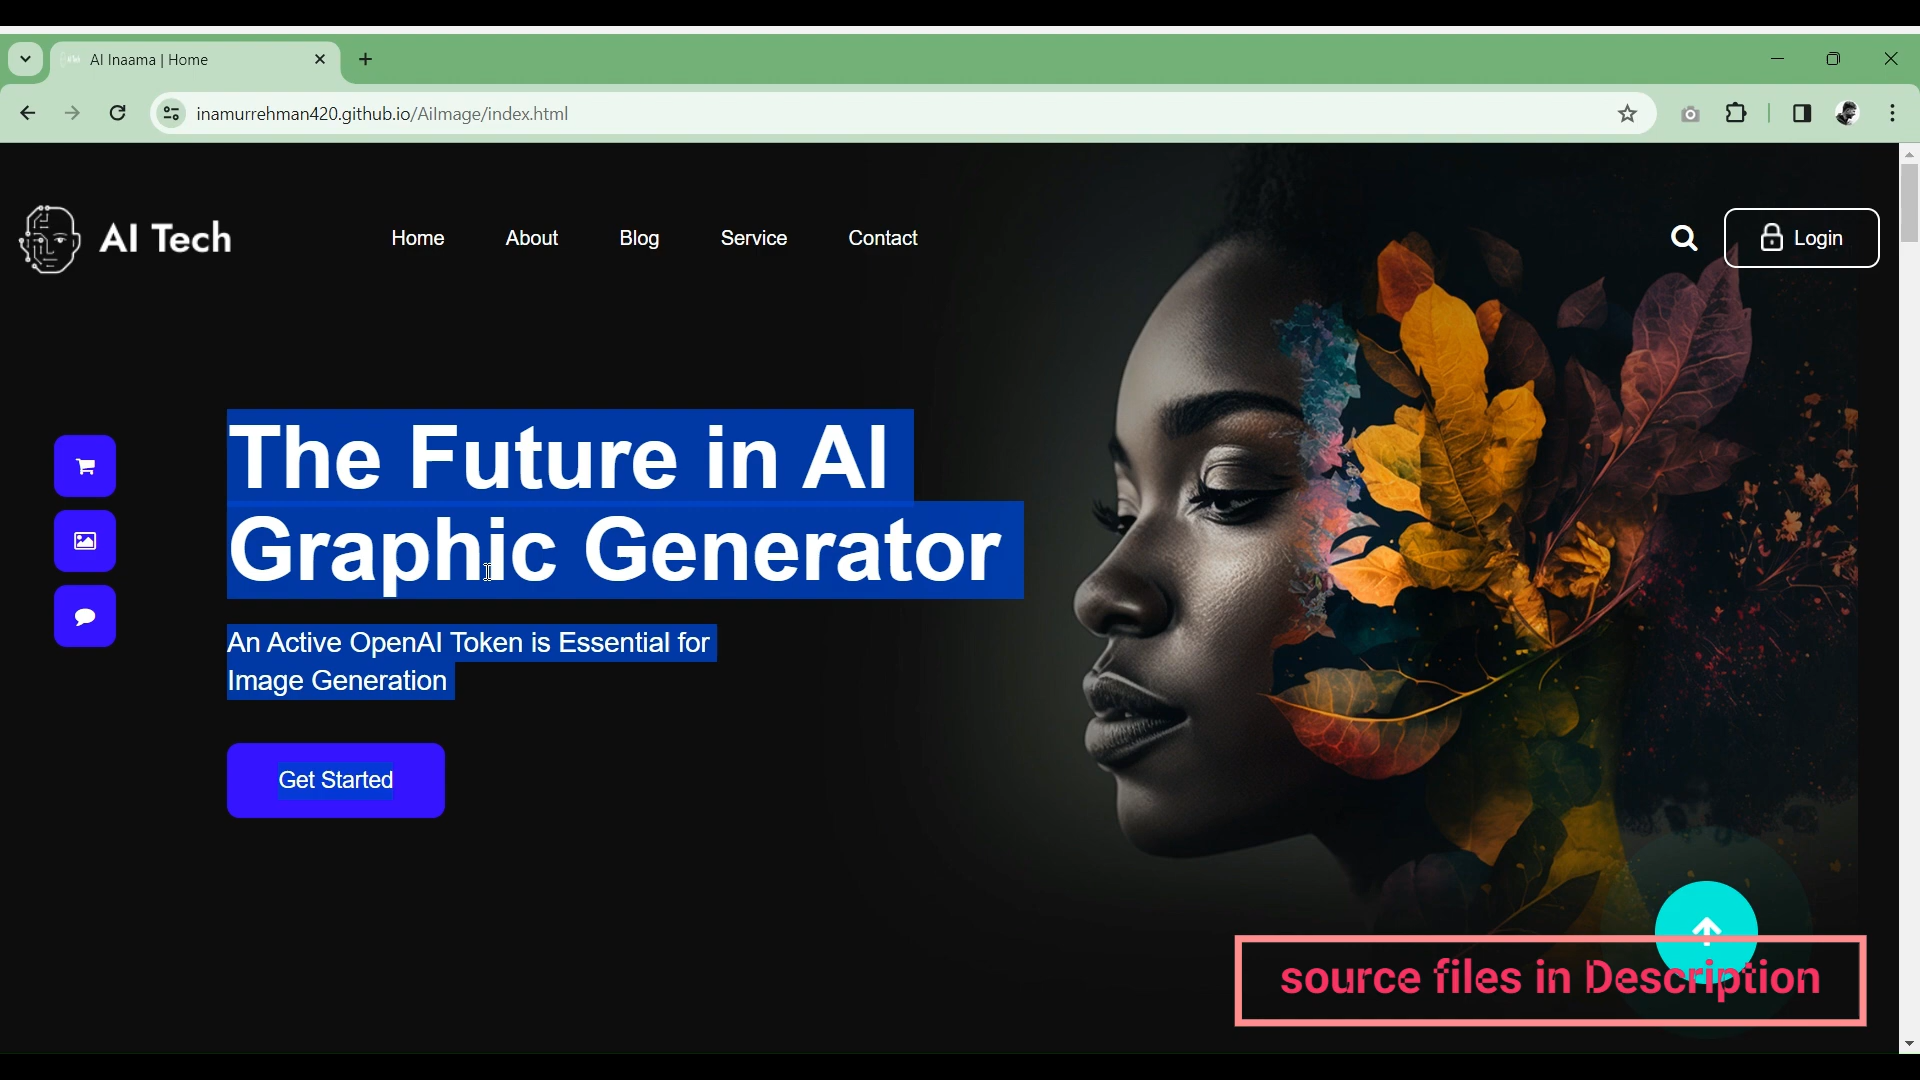 AI Inaama | Home
inamurrehman420.github.io/AiImage/index.html
AI Tech
Home
About
Blog
Service
Contact
Login
The Future in AI
Graphic Generator
An Active OpenAI Token is Essential for
Image Generation
Get Started
source files in Description